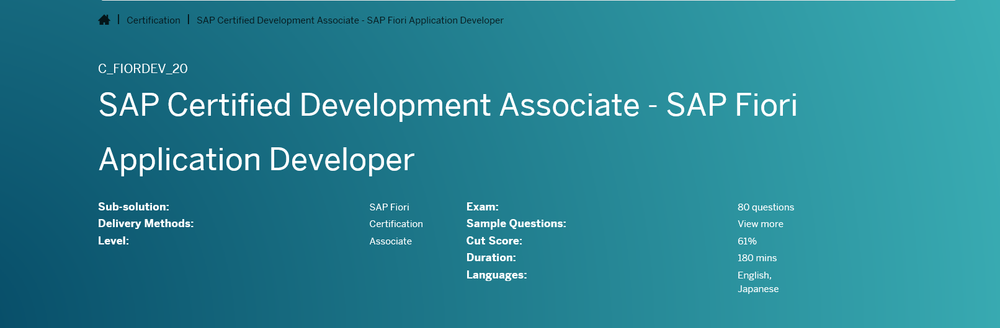 Certification | SAP Certified Development Associate - SAP Fiori Application Developer
C_FIORDEV_20
SAP Certified Development Associate - SAP Fiori
Application Developer
Sub-solution: SAP Fiori
Delivery Methods: Certification
Level: Associate
Exam: 80 questions
Sample Questions: View more
Cut Score: 61%
Duration: 180 mins
Languages: English,
Japanese